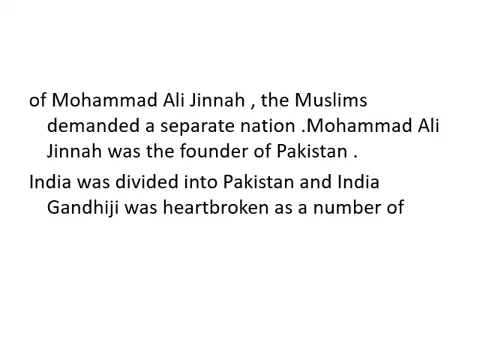 of Mohammad Ali Jinnah , the Muslims
demanded a separate nation .Mohammad Ali
Jinnah was the founder of Pakistan .
India was divided into Pakistan and India
Gandhiji was heartbroken as a number of